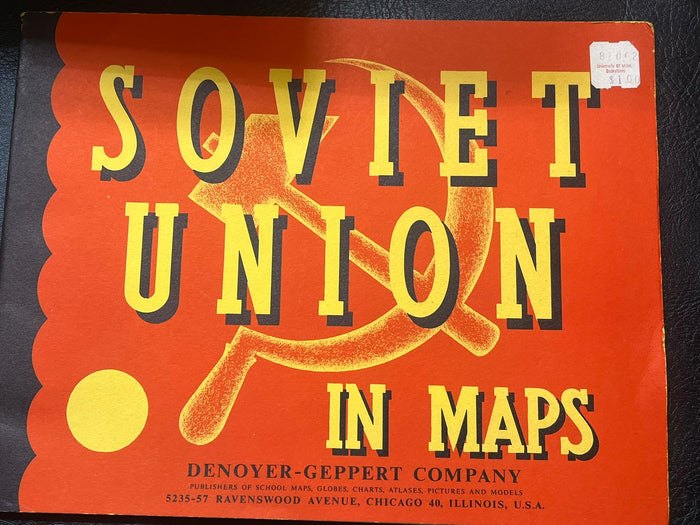 SOVIET
UNION
IN MAPS
DENOYER-GEPPERT COMPANY
PUBLISHERS OF SCHOOL MAPS, GLOBES, CHARTS, ATLASES, PICTURES AND MODELS
5235-57 RAVENSWOOD AVENUE, CHICAGO 40, ILLINOIS, U.S.A.
Bookstores